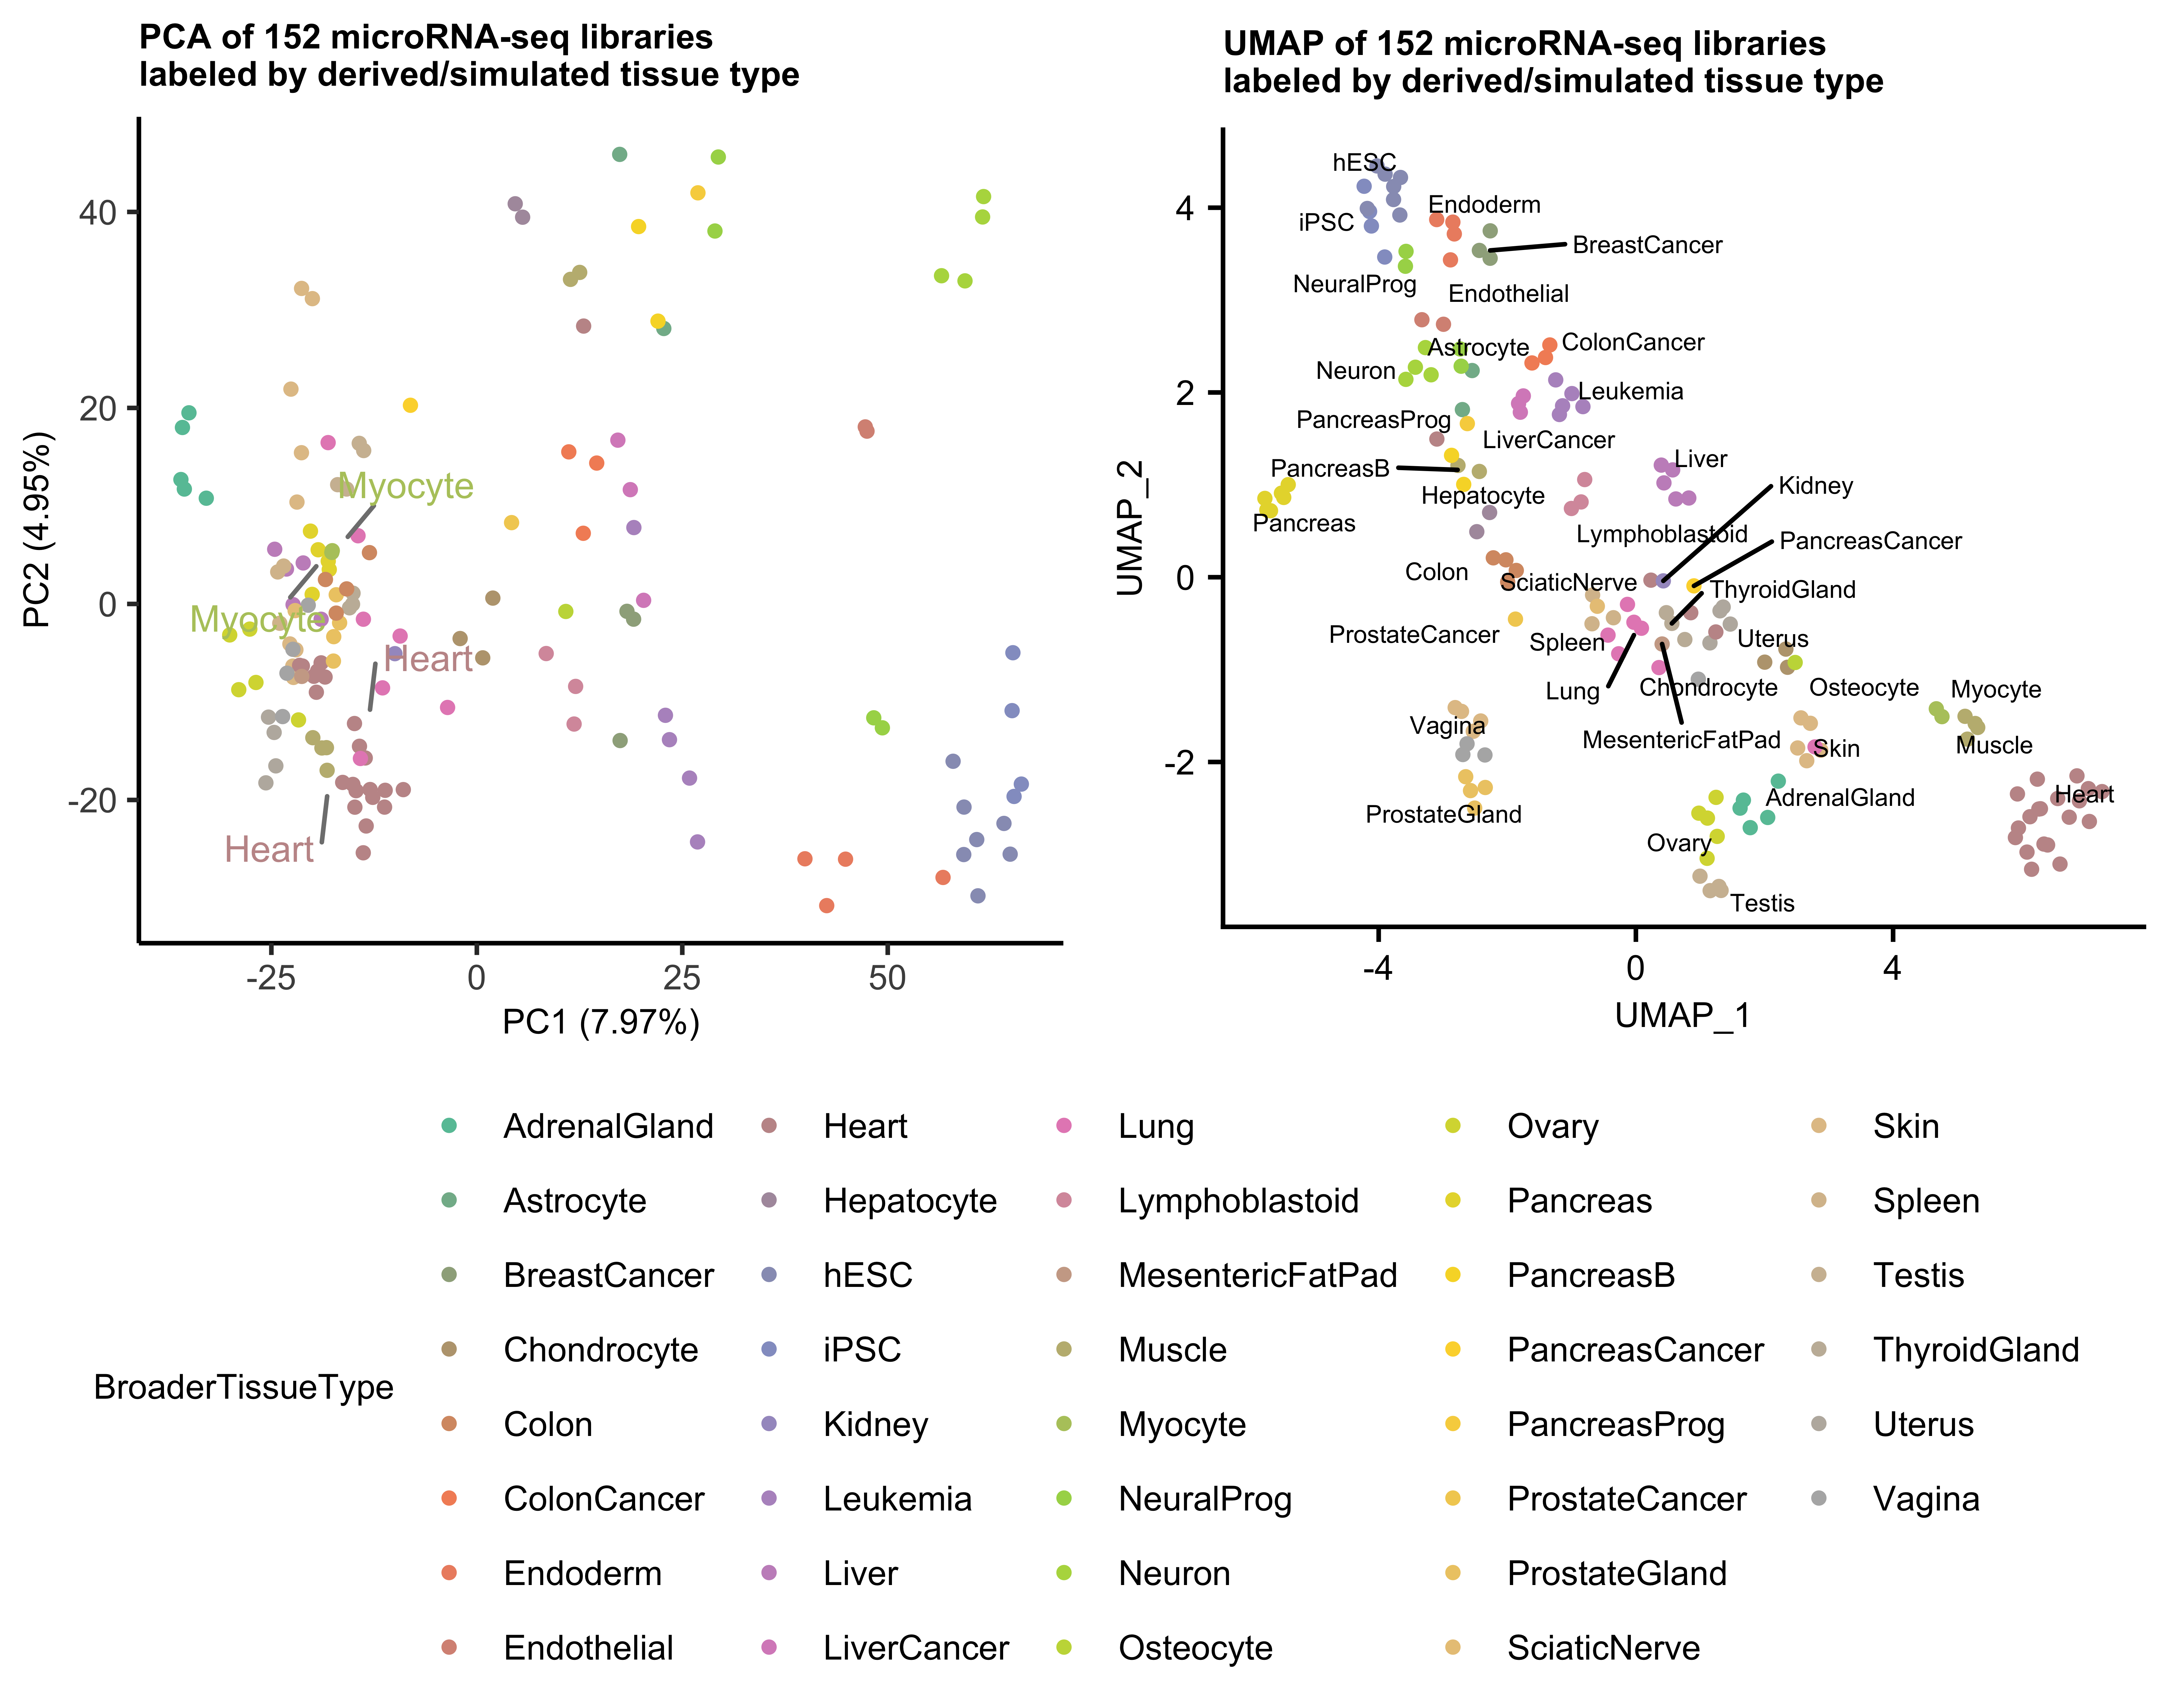 PCA of 152 microRNA-seq libraries
labeled by derived/simulated tissue type
40
20
0
-20
PC2 (4.95%)
Myocyte
Myocyte
Heart
Heart
-25
0
25
50
PC1 (7.97%)
UMAP of 152 microRNA-seq libraries
labeled by derived/simulated tissue type
4
2
0
-2
UMAP_2
hESC
Endoderm
iPSC
BreastCancer
NeuralProg
Endothelial
ColonCancer
Astrocyte
Neuron
Leukemia
PancreasProg
LiverCancer
Liver
PancreasB
Kidney
Hepatocyte
Pancreas
Lymphoblastoid
PancreasCancer
Colon
SciaticNerve
ThyroidGland
ProstateCancer
Spleen
Uterus
Lung
Chondrocyte
Osteocyte
Myocyte
Vagina
MesentericFatPad
Skin
Muscle
Heart
AdrenalGland
ProstateGland
Ovary
Testis
-4
0
4
UMAP_1
BroaderTissueType
AdrenalGland
Astrocyte
BreastCancer
Chondrocyte
Colon
ColonCancer
Endoderm
Endothelial
Heart
Hepatocyte
hESC
iPSC
Kidney
Leukemia
Liver
LiverCancer
Lung
Lymphoblastoid
MesentericFatPad
Muscle
Myocyte
NeuralProg
Neuron
Osteocyte
Ovary
Pancreas
PancreasB
PancreasCancer
PancreasProg
ProstateCancer
ProstateGland
SciaticNerve
Skin
Spleen
Testis
ThyroidGland
Uterus
Vagina